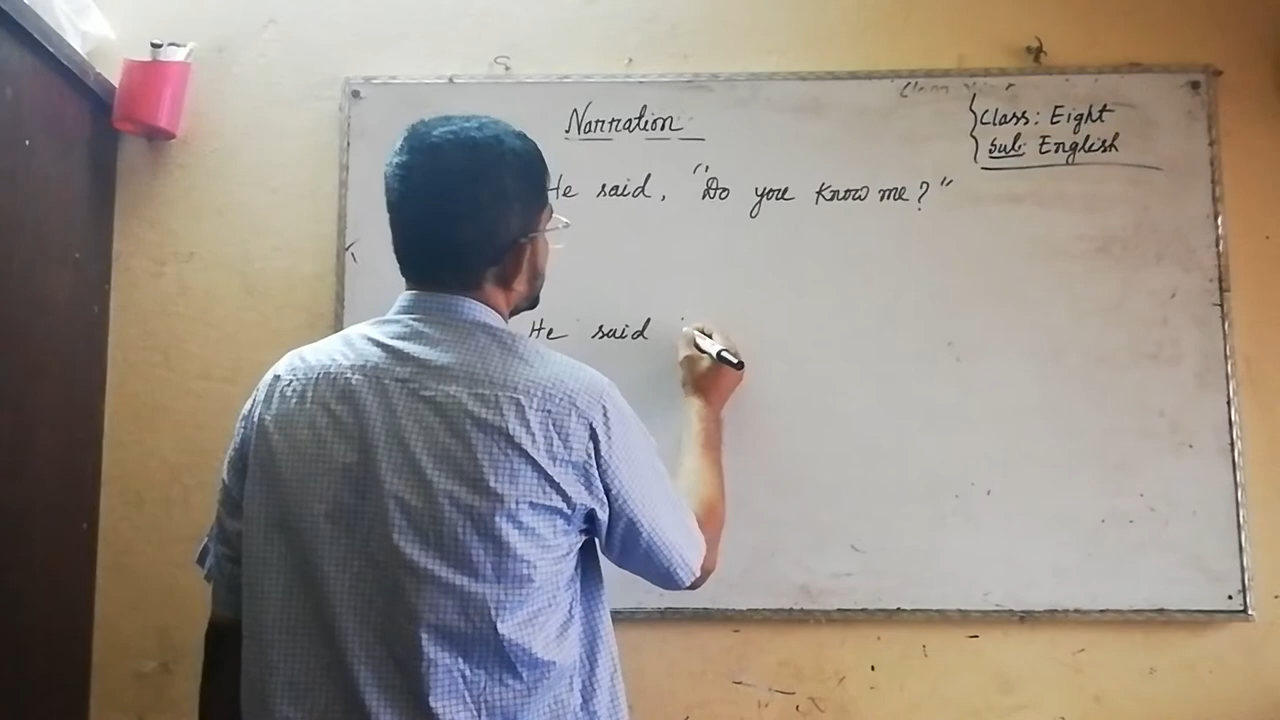 Narration
Class: Eight
Sub: English
He said, "Do you know me?"
He said